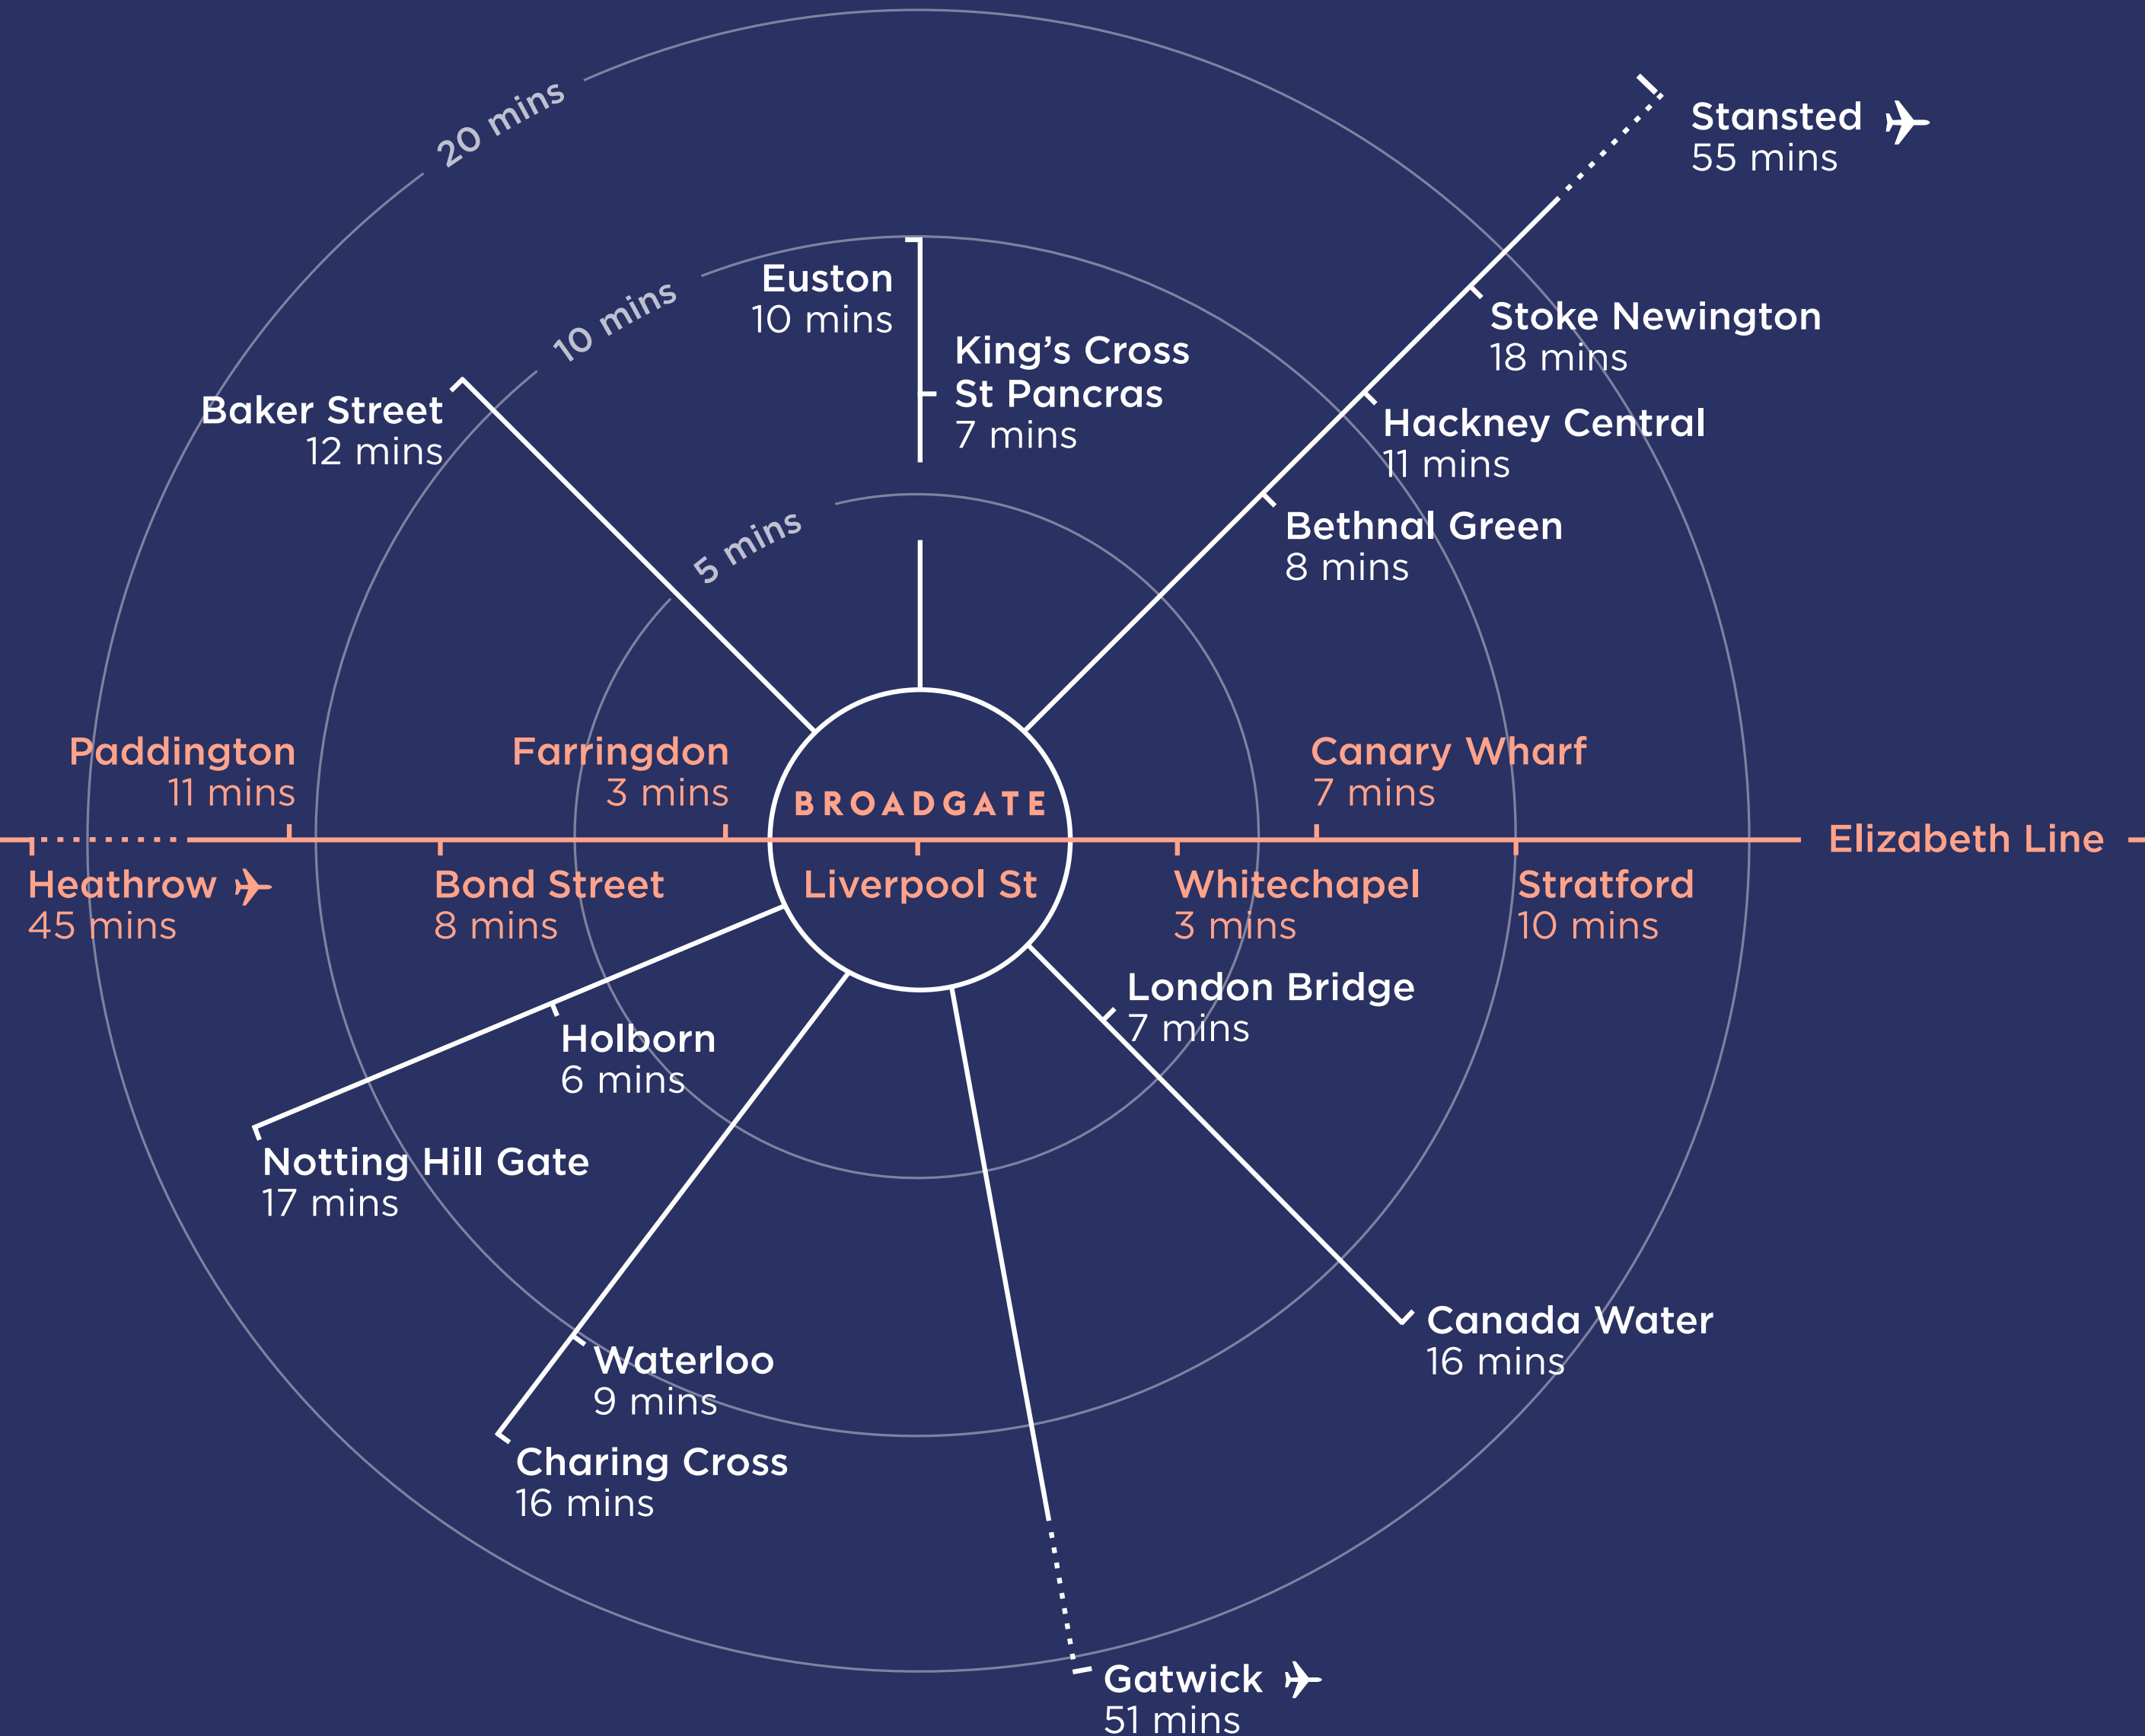 20 mins
Stansted
55 mins
10 mins
Euston
10 mins
Stoke Newington
18 mins
King's Cross
St Pancras
7 mins
Baker Street
12 mins
Hackney Central
11 mins
5 mins
Bethnal Green
8 mins
Paddington
11 mins
Farringdon
3 mins
BROADGATE
Canary Wharf
7 mins
Elizabeth Line
Heathrow
45 mins
Bond Street
8 mins
Liverpool St
Whitechapel
3 mins
Stratford
10 mins
London Bridge
7 mins
Holborn
6 mins
Notting Hill Gate
17 mins
Canada Water
16 mins
Waterloo
9 mins
Charing Cross
16 mins
Gatwick
51 mins